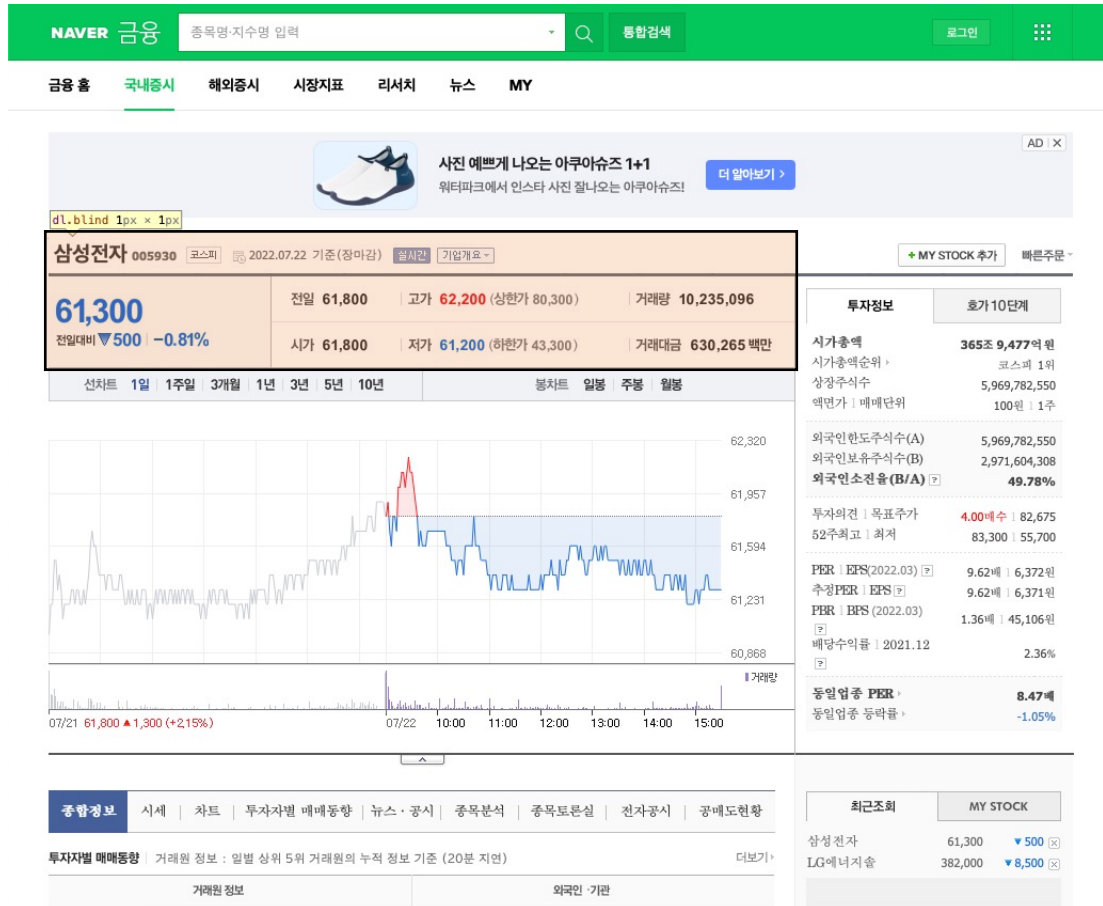 NAVER 금융 종목명·지수명 입력 통합검색 로그인
금융 홈 국내증시 해외증시 시장지표 리서치 뉴스 MY
AD X
사진 예쁘게 나오는 아쿠아슈즈 1+1
워터파크에서 인스타 사진 잘나오는 아쿠아슈즈!
더 알아보기 >
dl.blind 1px × 1px
삼성전자 005930 코스피 2022.07.22 기준(장마감) 실시간 기업개요
61,300
전일대비 ▼500 -0.81%
전일 61,800 고가 62,200 (상한가 80,300) 거래량 10,235,096
시가 61,800 저가 61,200 (하한가 43,300) 거래대금 630,265 백만
+ MY STOCK 추가 빠른주문
선차트 1일 1주일 3개월 1년 3년 5년 10년 봉차트 일봉 주봉 월봉
62,320
61,957
61,594
61,231
60,868
거래량
07/21 61,800 ▲1,300 (+2,15%) 07/22 10:00 11:00 12:00 13:00 14:00 15:00
투자정보 호가 10단계
시가총액 365조 9,477억 원
시가총액순위 코스피 1위
상장주식수 5,969,782,550
액면가 | 매매단위 100원 | 1주
외국인한도주식수(A) 5,969,782,550
외국인보유주식수(B) 2,971,604,308
외국인소진율(B/A) ? 49.78%
투자의견 | 목표주가 4.00매수 | 82,675
52주최고 | 최저 83,300 | 55,700
PER | EPS(2022.03) ? 9.62배 | 6,372원
추정PER | EPS ? 9.62배 | 6,371원
PBR | BPS (2022.03) ? 1.36배 | 45,106원
배당수익률 | 2021.12 ? 2.36%
동일업종 PER 8.47배
동일업종 등락률 -1.05%
종합정보 시세 차트 투자자별 매매동향 뉴스·공시 종목분석 종목토론실 전자공시 공매도현황
투자자별 매매동향 거래원 정보 : 일별 상위 5위 거래원의 누적 정보 기준 (20분 지연) 더보기
거래원 정보 외국인·기관
최근조회 MY STOCK
삼성전자 61,300 ▼500
LG에너지솔 382,000 ▼8,500